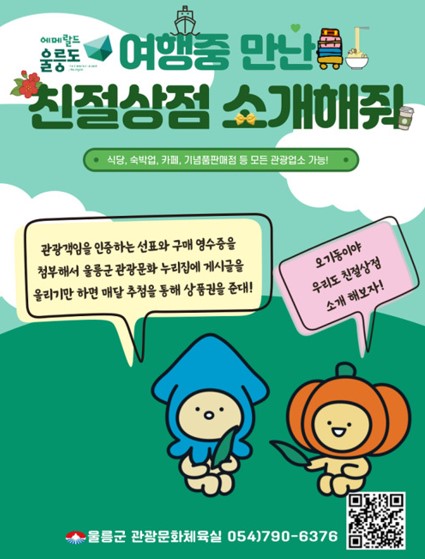 에메랄드
울릉도
여행중 만난
친절상점 소개해줘
식당, 숙박업, 카페, 기념품판매점 등 모든 관광업소 가능!
관광객임을 인증하는 선표와 구매 영수증을
첨부해서 울릉군 관광문화 누리집에 게시글을
올리기만 하면 매달 추첨을 통해 상품권을 준대!
오기동이야
우리도 친절상점
소개 해보자!
울릉군 관광문화체육실 054)790-6376